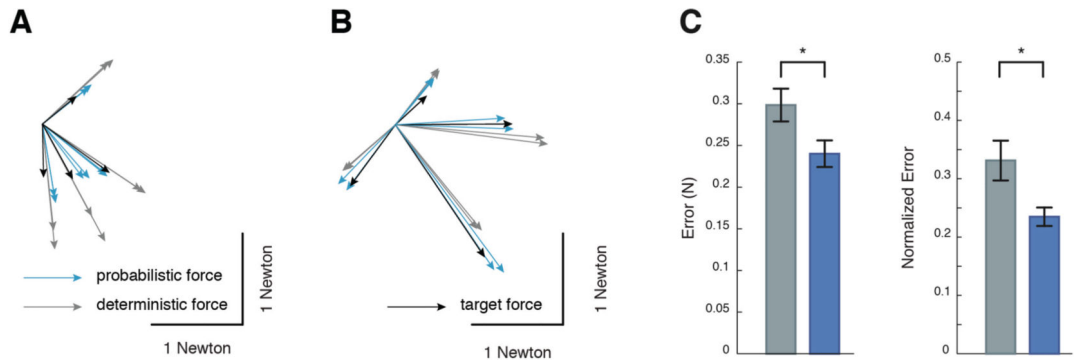 A
B
C
probabilistic force
deterministic force
1 Newton
1 Newton
target force
1 Newton
1 Newton
Error (N)
0.35
0.3
0.25
0.2
0.15
0.1
0.05
0
*
Normalized Error
0.5
0.4
0.3
0.2
0.1
0
*